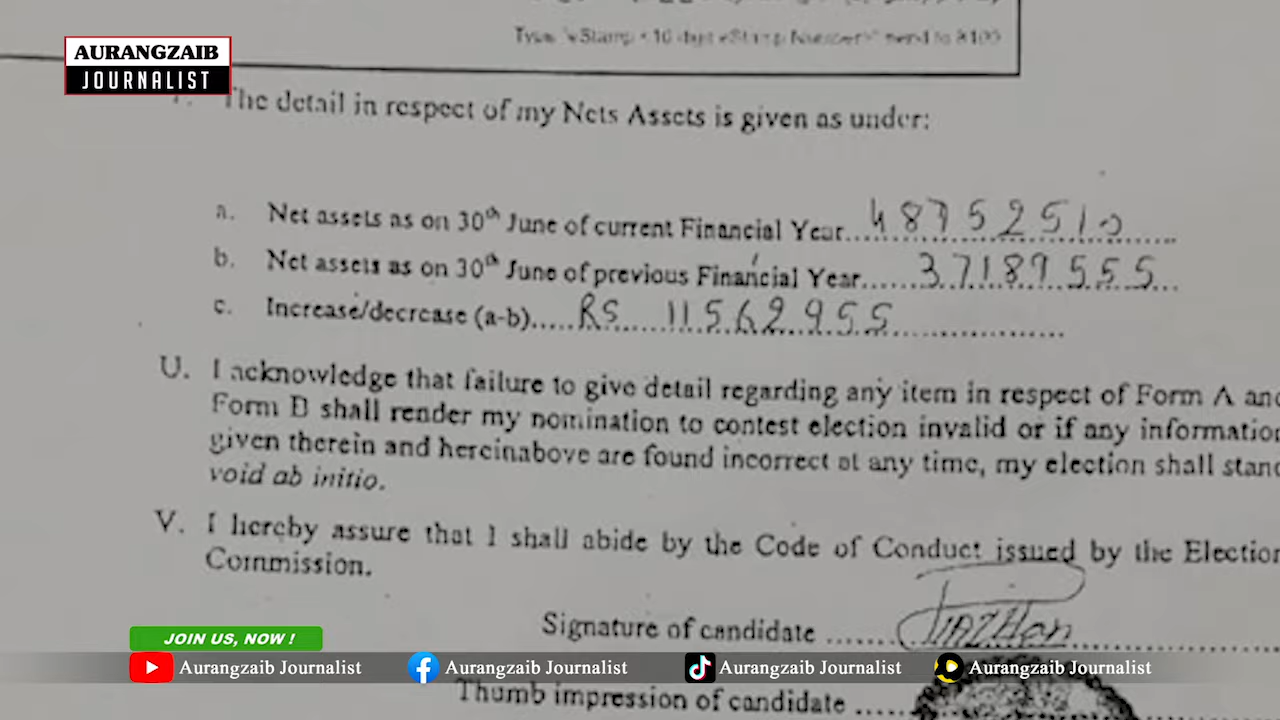 AURANGZAIB
JOURNALIST
The detail in respect of my Nets Assets is given as under:
a. Net assets as on 30th June of current Financial Year..... 48752510
b. Net assets as on 30th June of previous Financial Year...... 37189555
c. Increase/decrease (a-b)..... RS 11562955
U. I acknowledge that failure to give detail regarding any item in respect of Form A and
Form B shall render my nomination to contest election invalid or if any information
given therein and hereinabove are found incorrect at any time, my election shall stand
void ab initio.
V. I hereby assure that I shall abide by the Code of Conduct issued by the Election
Commission.
Signature of candidate ......
JOIN US, NOW !
Aurangzaib Journalist Aurangzaib Journalist Aurangzaib Journalist Aurangzaib Journalist
Thumb impression of candidate .....